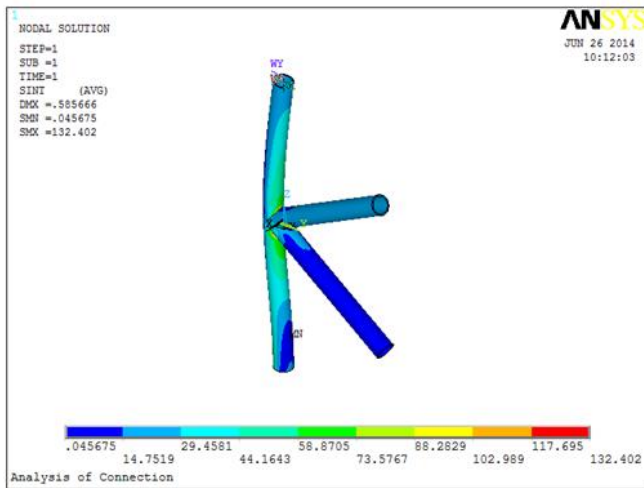 1
NODAL SOLUTION
STEP=1
SUB =1
TIME=1
SINT (AVG)
DMX =.585666
SMN =.045675
SMX =132.402
ANSYS
JUN 26 2014
10:12:03
WY
Z
Y
.045675 29.4581 58.8705 88.2829 117.695
14.7519 44.1643 73.5767 102.989 132.402
Analysis of Connection